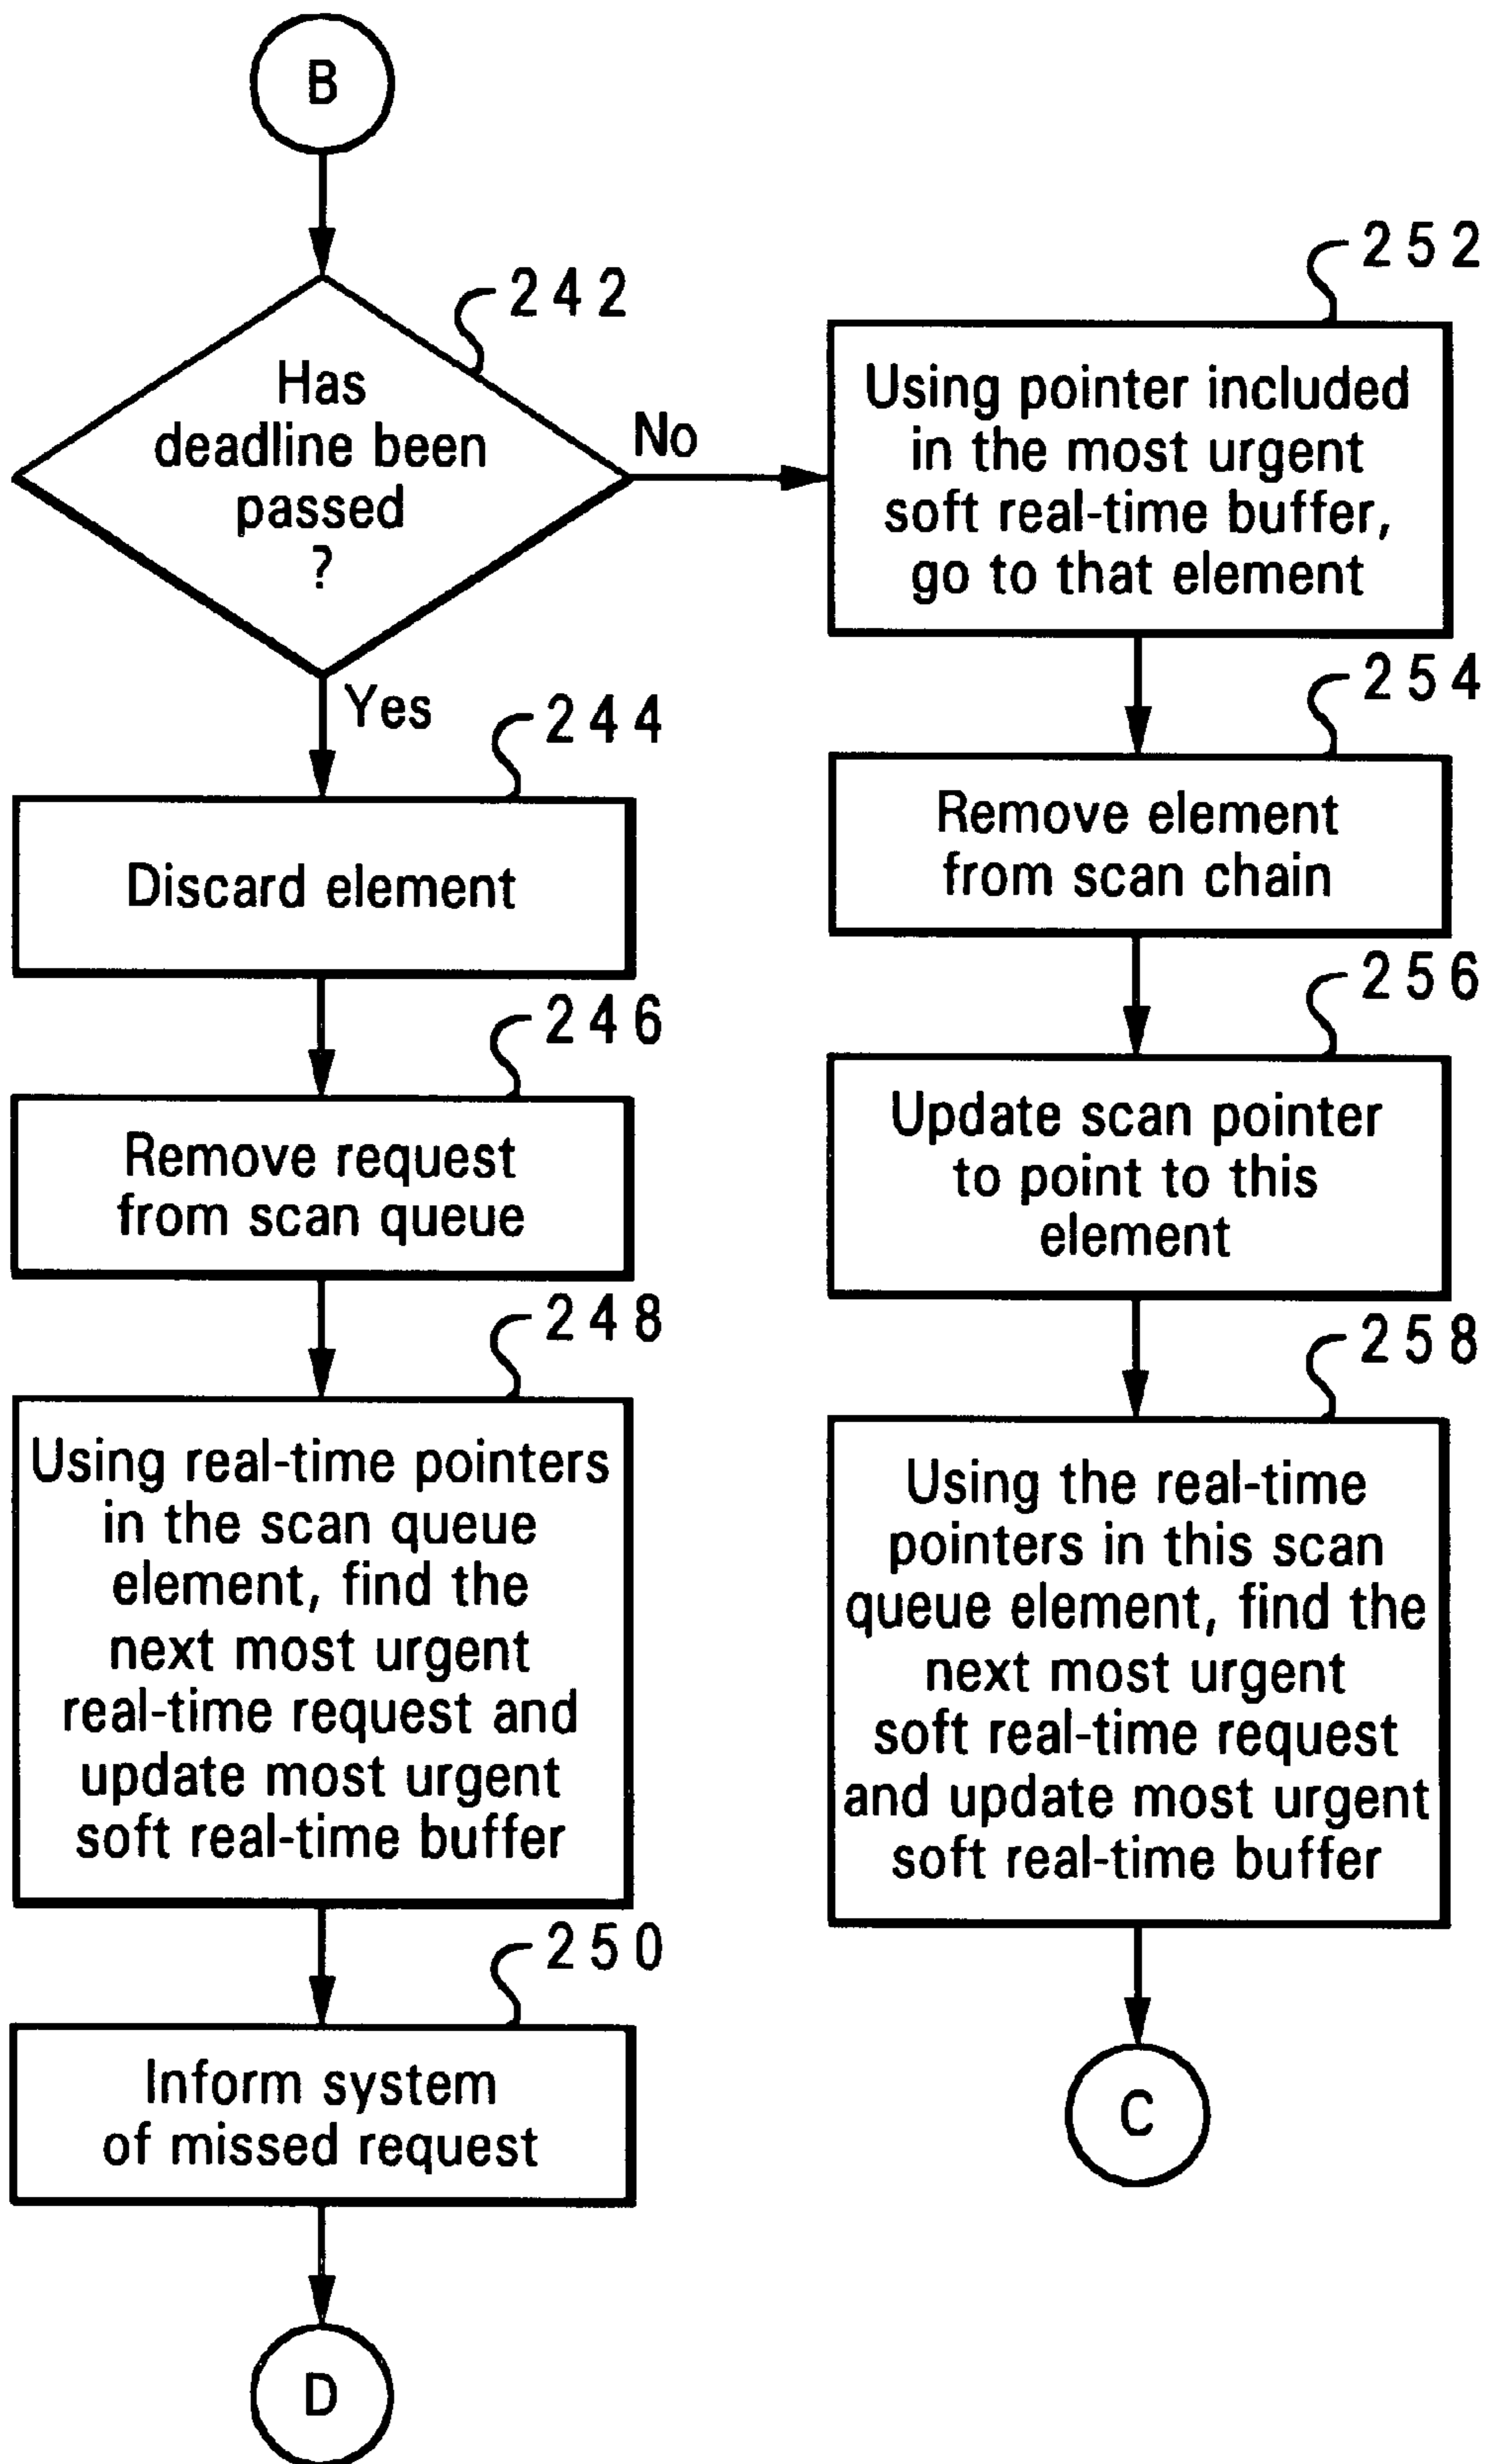 B
242
Has
deadline been
passed
?
No
Yes
244
Discard element
246
Remove request
from scan queue
248
Using real-time pointers
in the scan queue
element, find the
next most urgent
real-time request and
update most urgent
soft real-time buffer
250
Inform system
of missed request
D
252
Using pointer included
in the most urgent
soft real-time buffer,
go to that element
254
Remove element
from scan chain
256
Update scan pointer
to point to this
element
258
Using the real-time
pointers in this scan
queue element, find the
next most urgent
soft real-time request
and update most urgent
soft real-time buffer
C